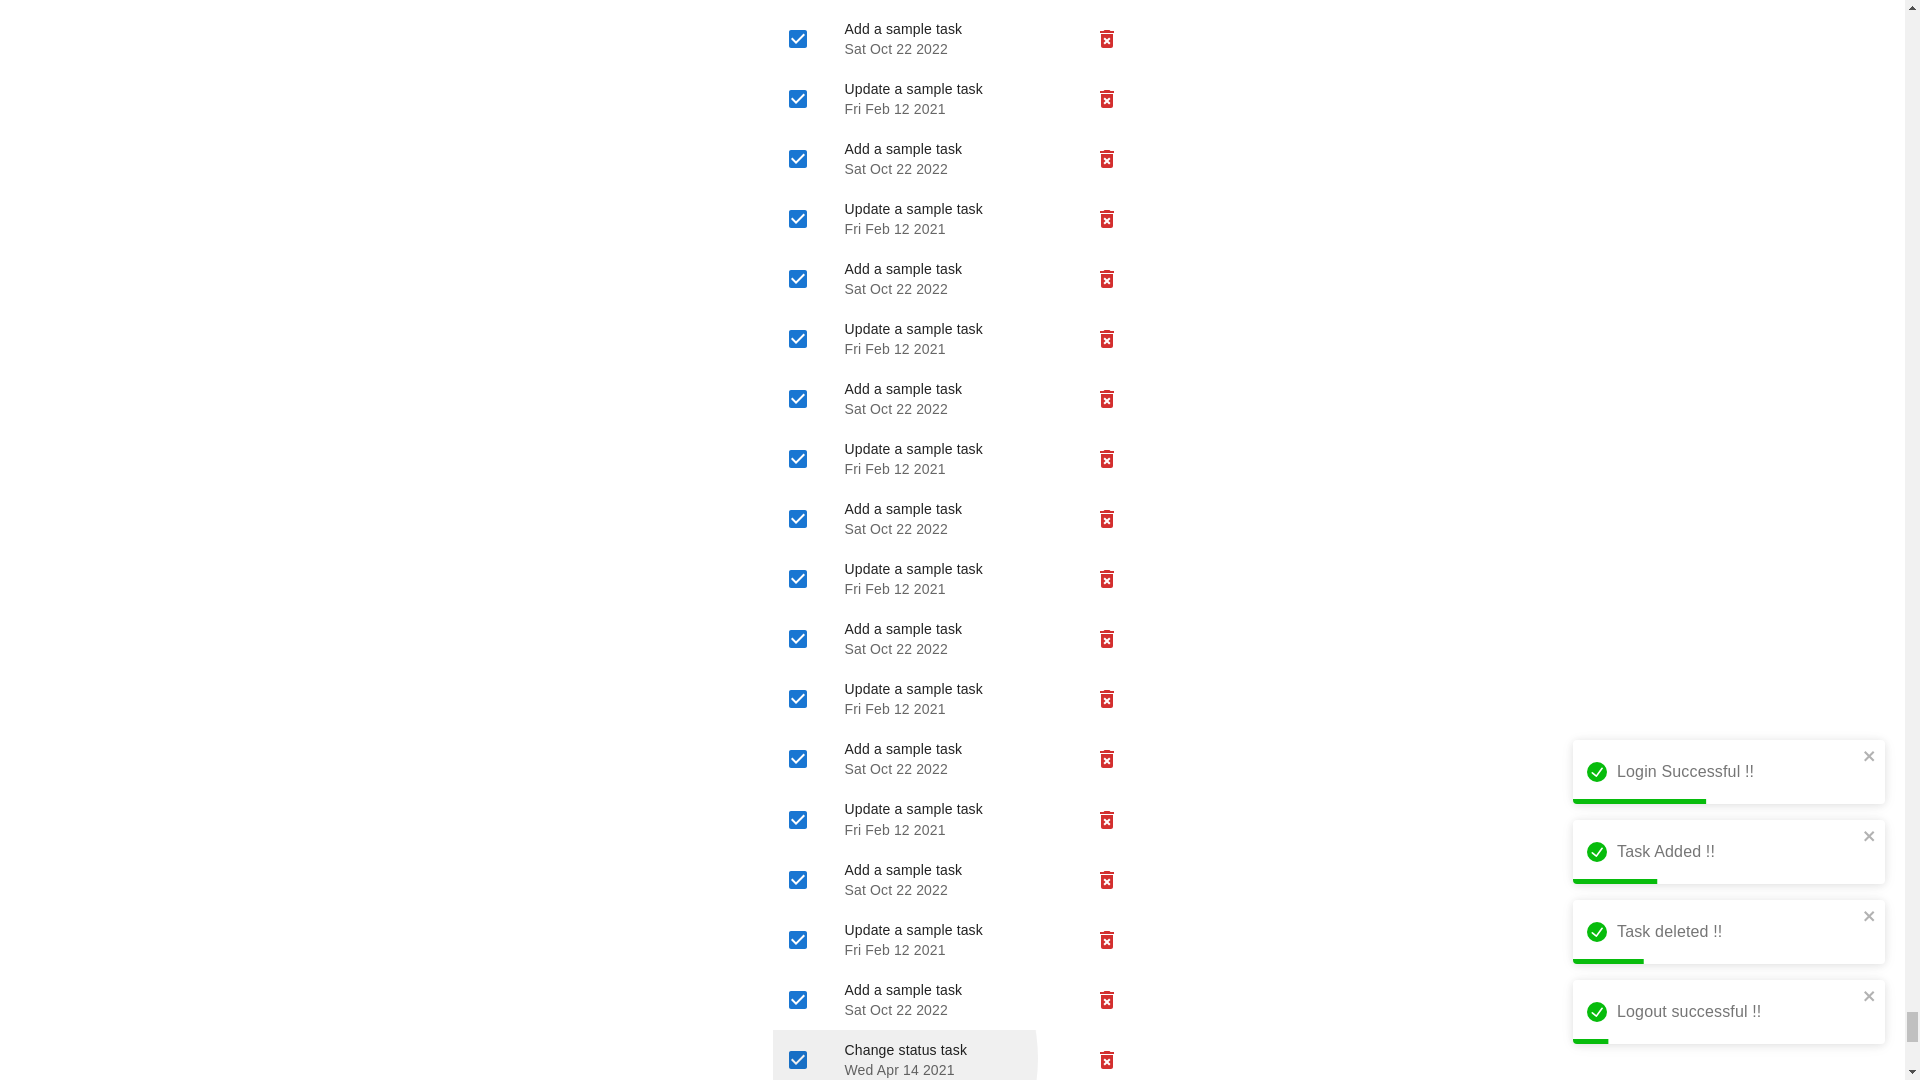 Add a sample task
Sat Oct 22 2022
Update a sample task
Fri Feb 12 2021
Add a sample task
Sat Oct 22 2022
Update a sample task
Fri Feb 12 2021
Add a sample task
Sat Oct 22 2022
Update a sample task
Fri Feb 12 2021
Add a sample task
Sat Oct 22 2022
Update a sample task
Fri Feb 12 2021
Add a sample task
Sat Oct 22 2022
Update a sample task
Fri Feb 12 2021
Add a sample task
Sat Oct 22 2022
Update a sample task
Fri Feb 12 2021
Add a sample task
Sat Oct 22 2022
Update a sample task
Fri Feb 12 2021
Add a sample task
Sat Oct 22 2022
Update a sample task
Fri Feb 12 2021
Add a sample task
Sat Oct 22 2022
Change status task
Wed Apr 14 2021
Login Successful !!
Task Added !!
Task deleted !!
Logout successful !!